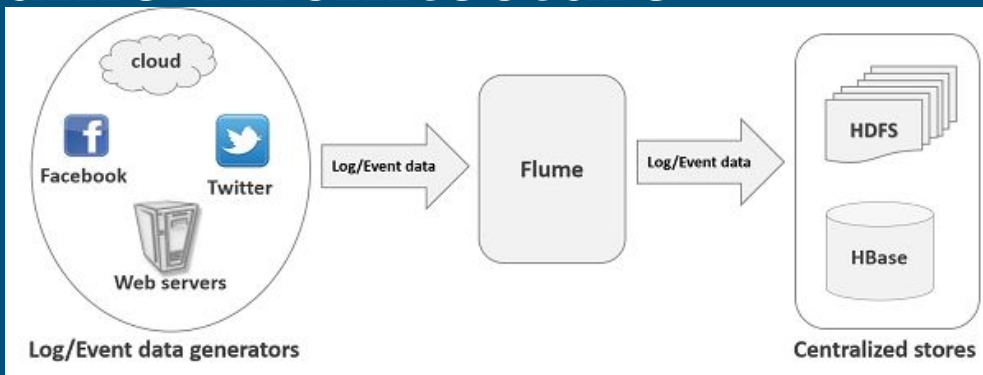 cloud
Facebook
Twitter
Web servers
Log/Event data generators
Log/Event data
Flume
Log/Event data
HDFS
HBase
Centralized stores